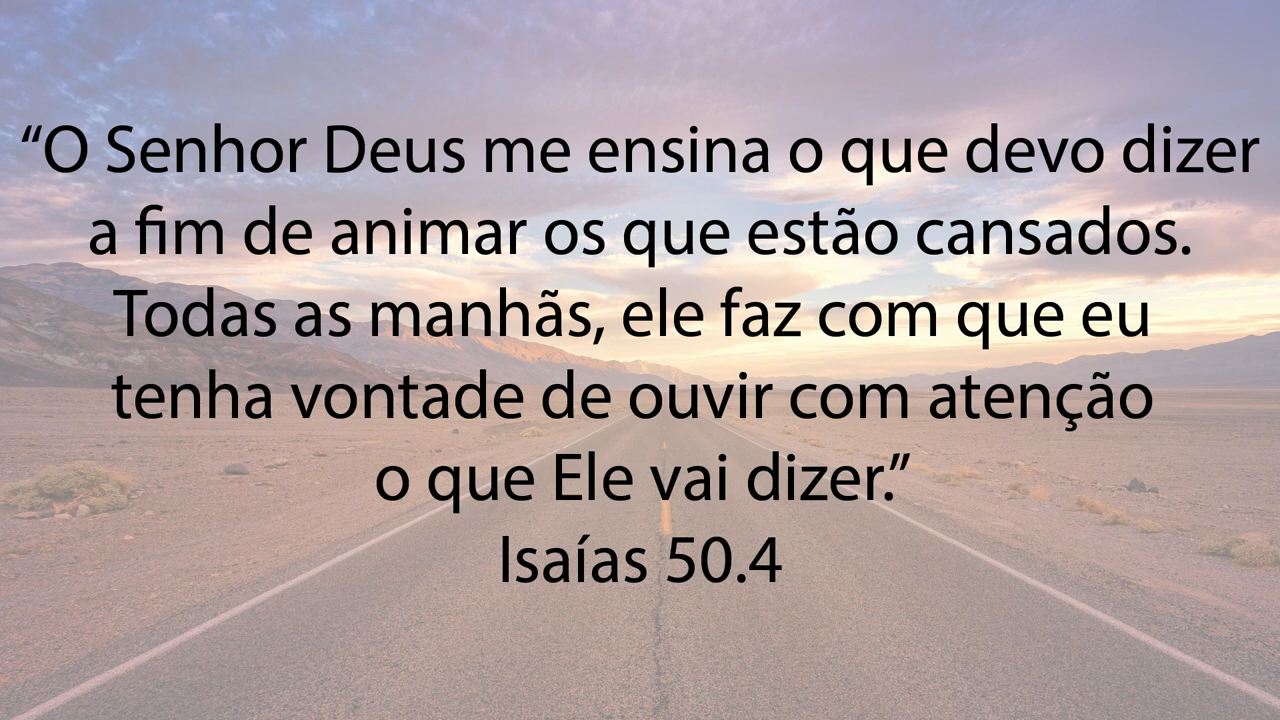 “O Senhor Deus me ensina o que devo dizer
a fim de animar os que estão cansados.
Todas as manhãs, ele faz com que eu
tenha vontade de ouvir com atenção
o que Ele vai dizer.”
Isaías 50.4